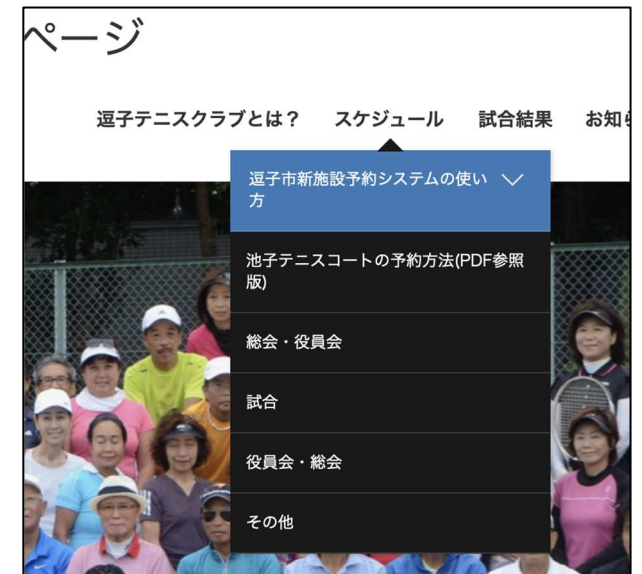 ページ
逗子テニスクラブとは？ スケジュール 試合結果 お知
逗子市新施設予約システムの使い
方
池子テニスコートの予約方法(PDF参照
版)
総会・役員会
試合
役員会・総会
その他